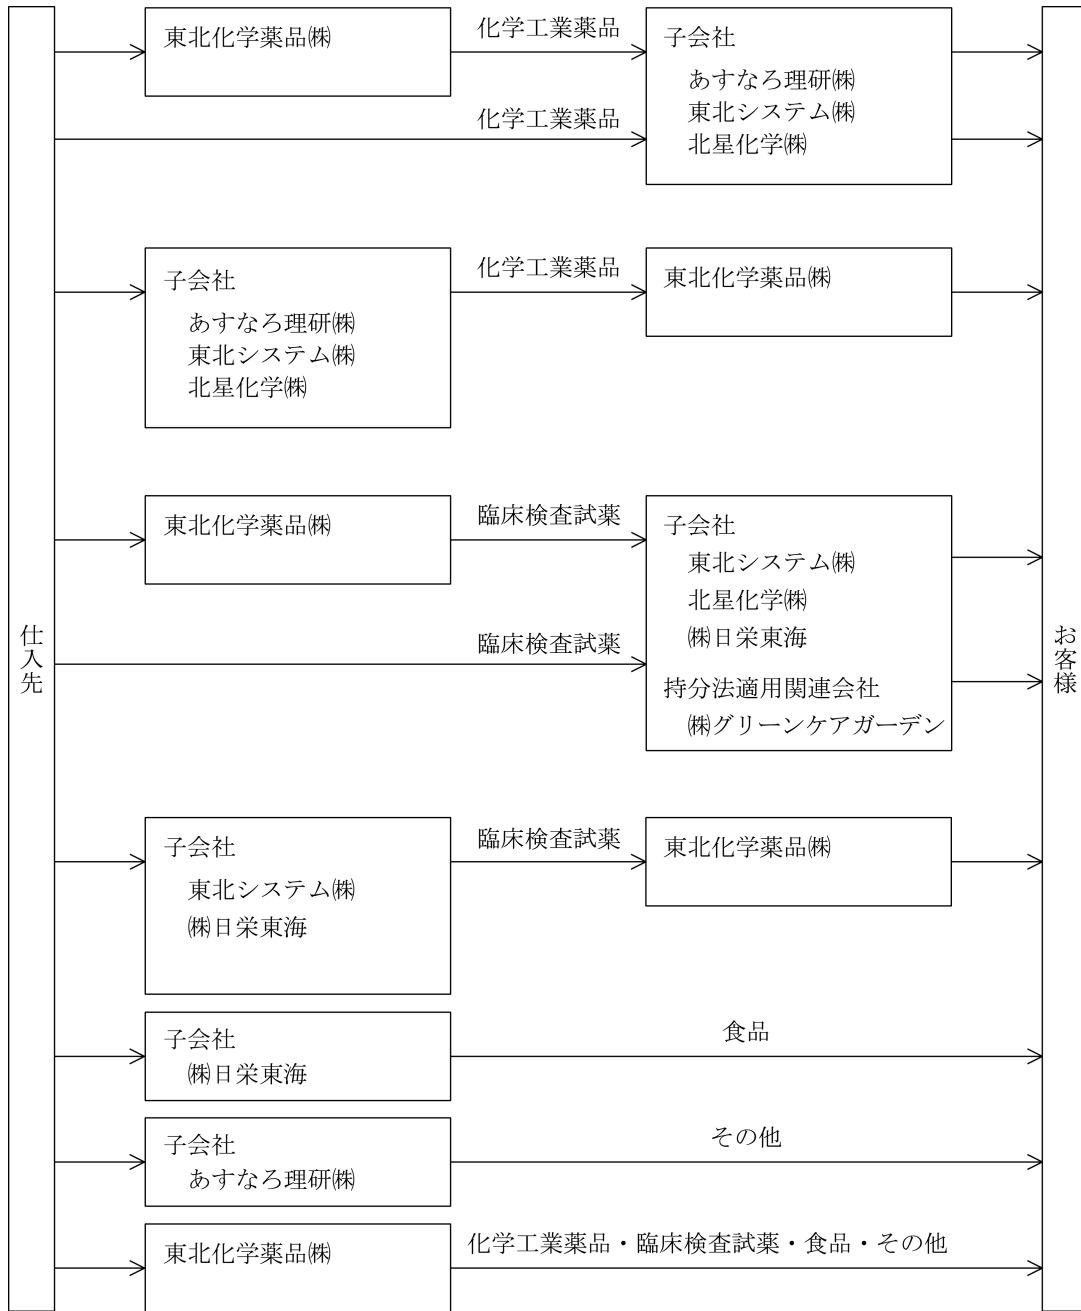 仕入先
東北化学薬品㈱
化学工業薬品
子会社
あすなろ理研㈱
東北システム㈱
北星化学㈱
化学工業薬品
子会社
あすなろ理研㈱
東北システム㈱
北星化学㈱
化学工業薬品
東北化学薬品㈱
東北化学薬品㈱
臨床検査試薬
子会社
東北システム㈱
北星化学㈱
㈱日栄東海
臨床検査試薬
持分法適用関連会社
㈱グリーンケアガーデン
子会社
東北システム㈱
㈱日栄東海
臨床検査試薬
東北化学薬品㈱
子会社
㈱日栄東海
食品
子会社
あすなろ理研㈱
その他
東北化学薬品㈱
化学工業薬品・臨床検査試薬・食品・その他
お客様